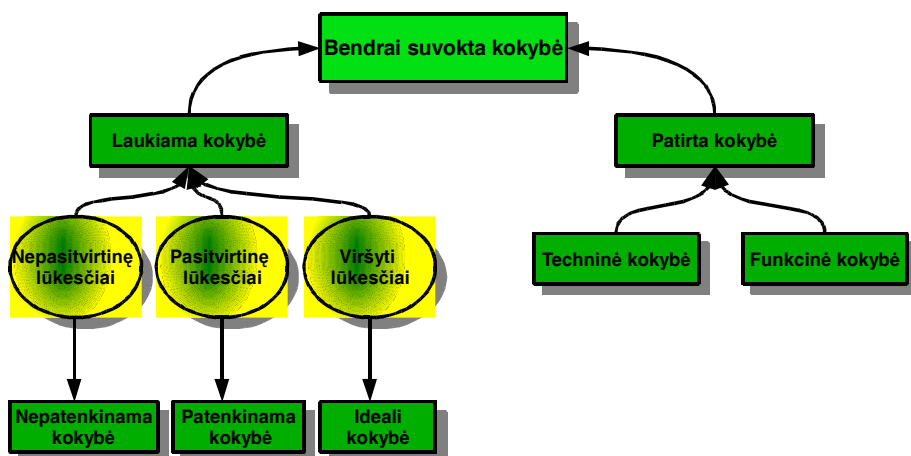 Bendrai suvokta kokybė
Laukiama kokybė
Patirta kokybė
Nepasitvirtinę
lūkesčiai
Pasitvirtinę
lūkesčiai
Viršyti
lūkesčiai
Techninė kokybė
Funkcinė kokybė
Nepatenkinama
kokybė
Patenkinama
kokybė
Ideali
kokybė